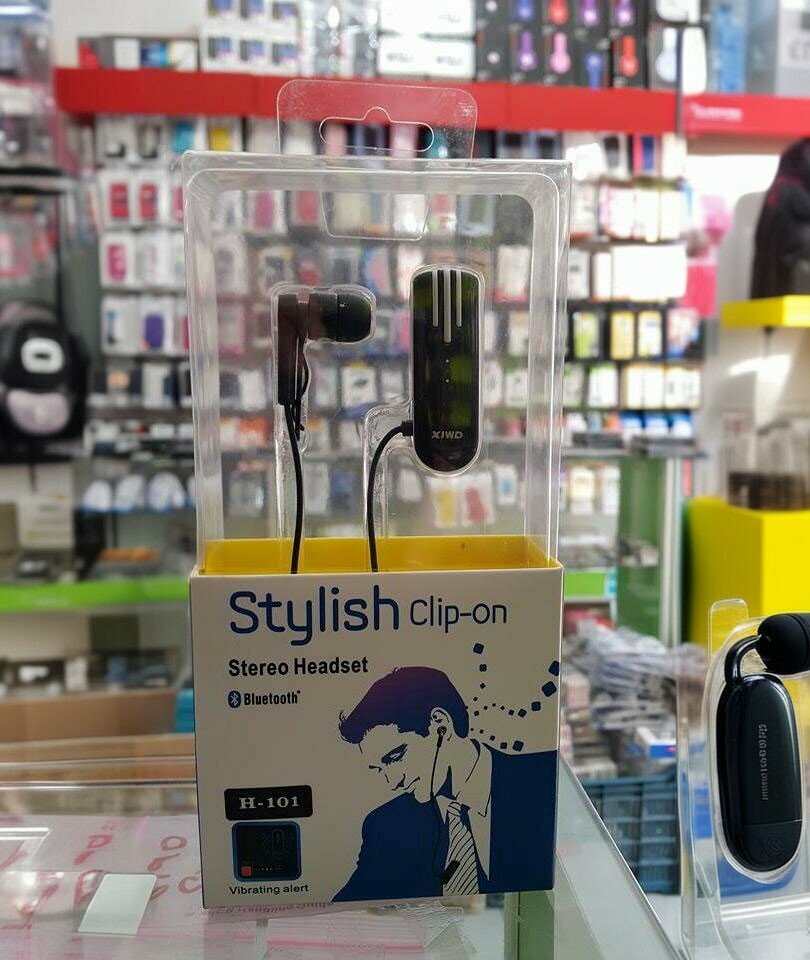 XIWD
Stylish Clip-on
Stereo Headset
Bluetooth
H-101
Vibrating alert